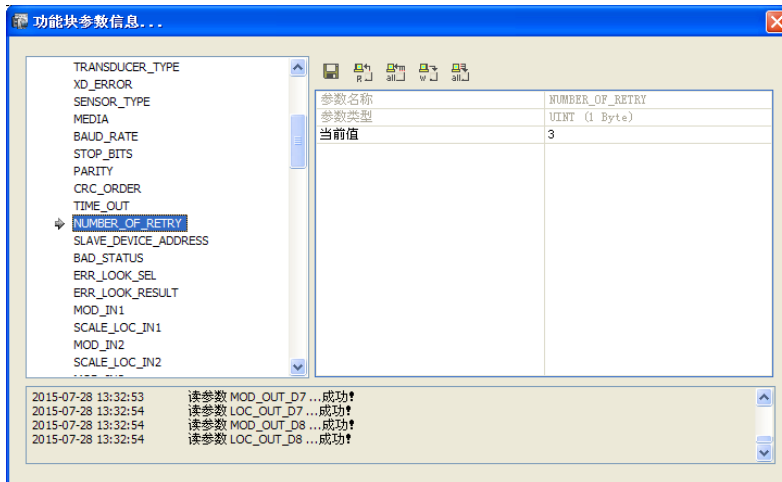 功能块参数信息...
TRANSDUCER_TYPE
XD_ERROR
SENSOR_TYPE
MEDIA
BAUD_RATE
STOP_BITS
PARITY
CRC_ORDER
TIME_OUT
NUMBER_OF_RETRY
SLAVE_DEVICE_ADDRESS
BAD_STATUS
ERR_LOOK_SEL
ERR_LOOK_RESULT
MOD_IN1
SCALE_LOC_IN1
MOD_IN2
SCALE_LOC_IN2
R all w all
参数名称 NUMBER_OF_RETRY
参数类型 UINT (1 Byte)
当前值 3
2015-07-28 13:32:53 读参数 MOD_OUT_D7 ...成功!
2015-07-28 13:32:54 读参数 LOC_OUT_D7 ...成功!
2015-07-28 13:32:54 读参数 MOD_OUT_D8 ...成功!
2015-07-28 13:32:54 读参数 LOC_OUT_D8 ...成功!